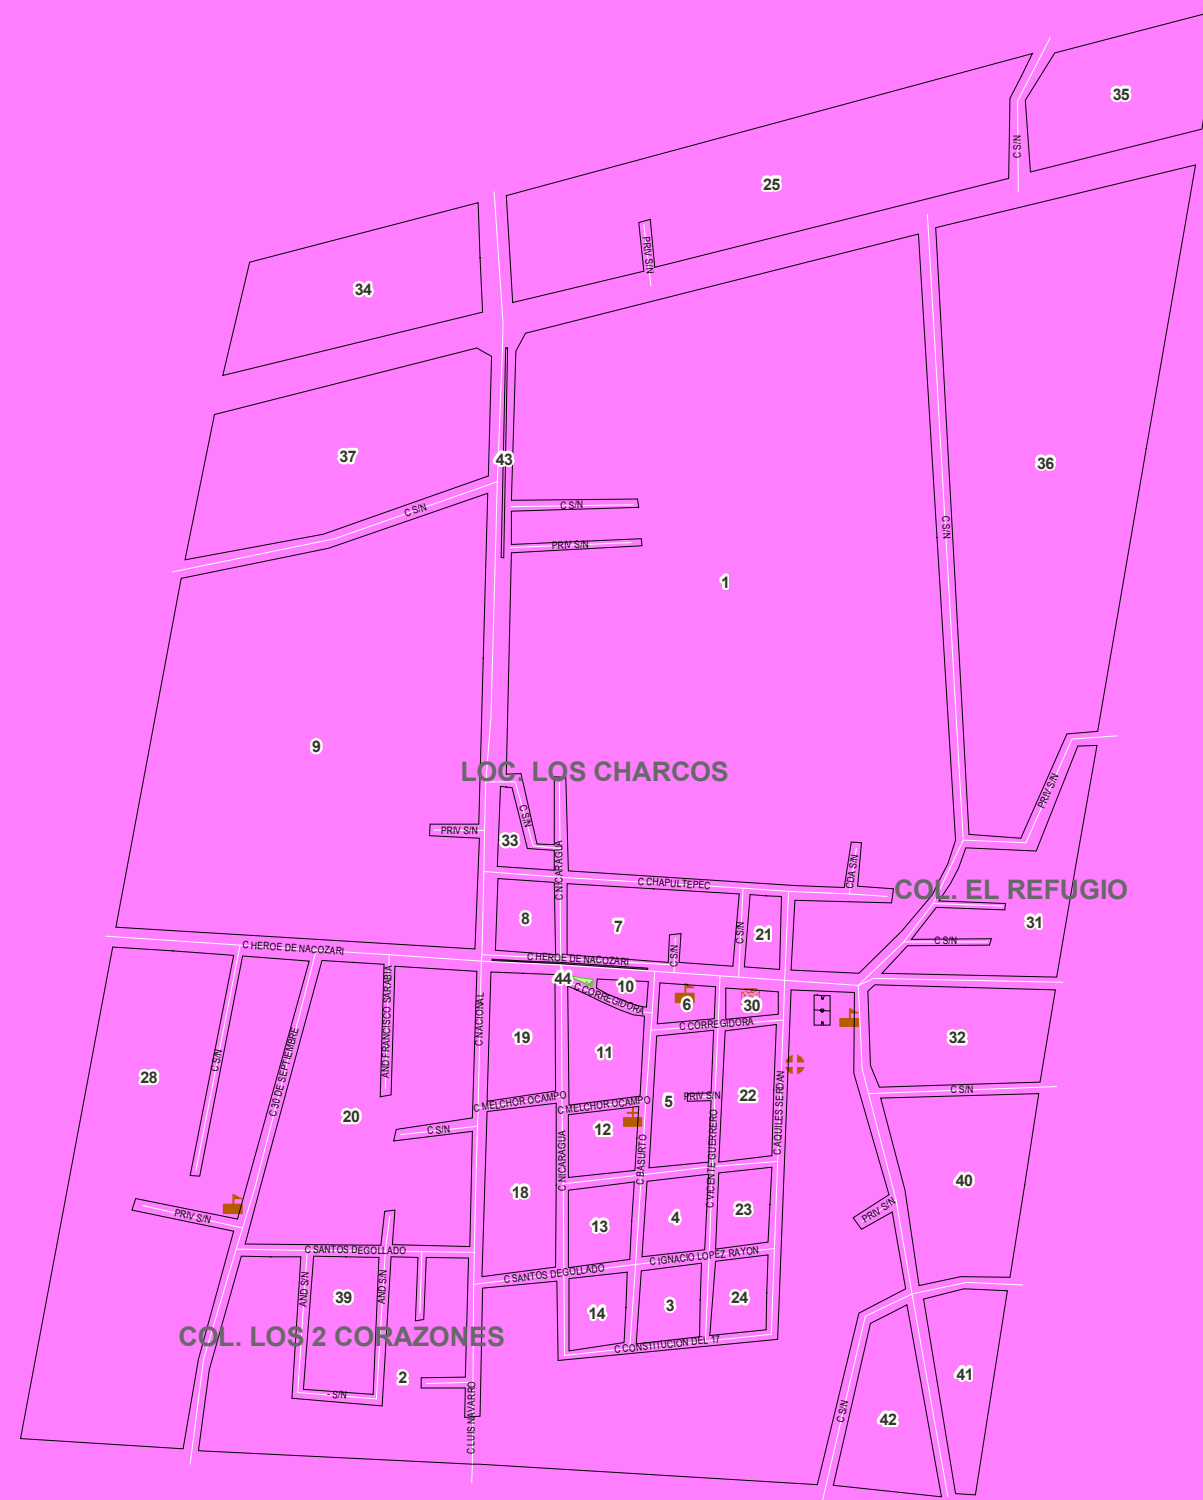 35
C S/N
25
PRIV S/N
34
37
43
36
C S/N
C S/N
PRIV S/N
C S/N
1
9
LOC. LOS CHARCOS
PRIV S/N
C S/N
PRIV S/N
33
C NICARAGUA
C CHAPULTEPEC
CDA S/N
COL. EL REFUGIO
8
7
C S/N
C S/N
21
31
C S/N
C HEROE DE NACOZARI
C HEROE DE NACOZARI
44
10
C CORREGIDORA
6
30
C CORREGIDORA
AND FRANCISCO SARABIA
C NACIONAL
19
11
32
C S/N
C 30 DE SEPTIEMBRE
28
20
C S/N
C MELCHOR OCAMPO
C MELCHOR OCAMPO
5
PRIV S/N
22
C AQUILES SERDAN
C S/N
12
C S/N
C NICARAGUA
C BASURTO
C VICENTE GUERRERO
18
40
PRIV S/N
13
4
23
PRIV S/N
C SANTOS DEGOLLADO
C SANTOS DEGOLLADO
C IGNACIO LOPEZ RAYON
AND S/N
39
AND S/N
14
3
24
COL. LOS 2 CORAZONES
C CONSTITUCION DEL 17
2
- S/N
C LUIS NAVARRO
41
C S/N
42